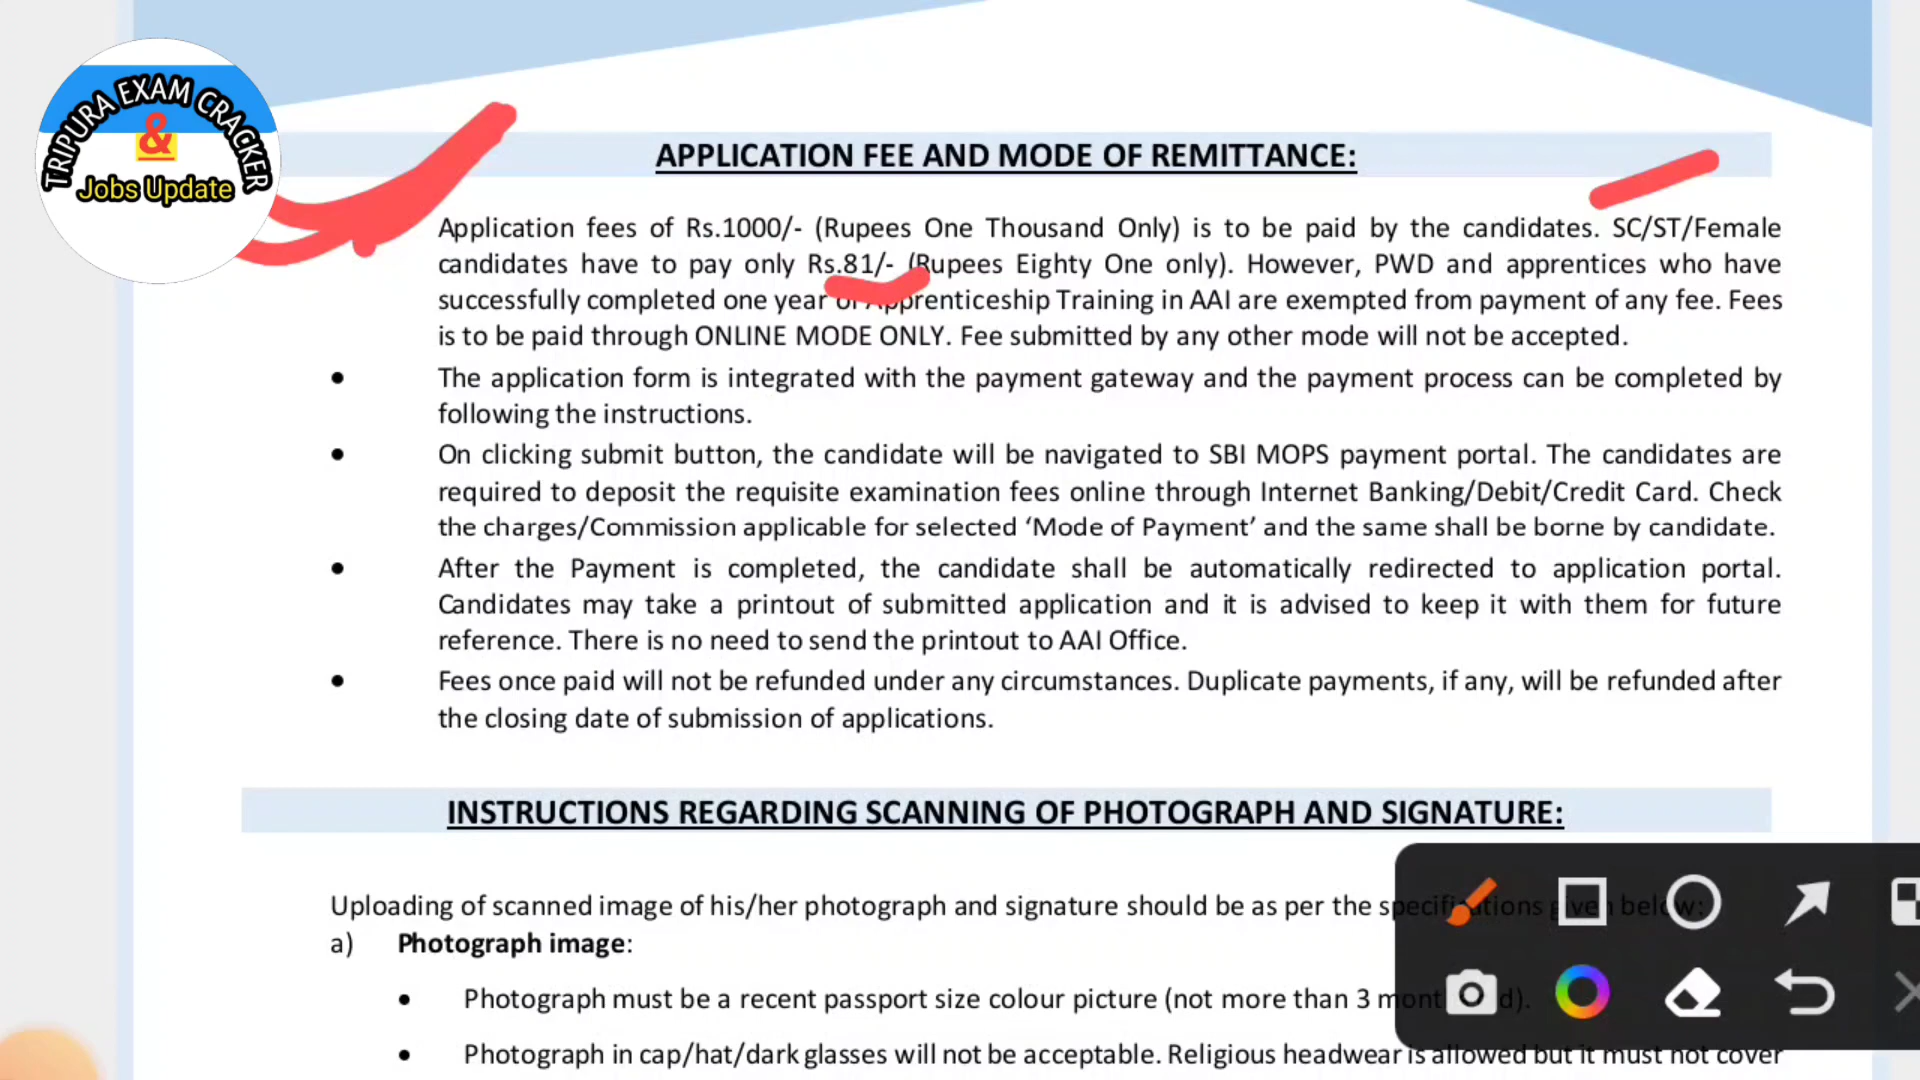 TRIPURA EXAM CRACKER
&
Jobs Update
APPLICATION FEE AND MODE OF REMITTANCE:
Application fees of Rs.1000/- (Rupees One Thousand Only) is to be paid by the candidates. SC/ST/Female
candidates have to pay only Rs.81/- (Rupees Eighty One only). However, PWD and apprentices who have
successfully completed one year of Apprenticeship Training in AAI are exempted from payment of any fee. Fees
is to be paid through ONLINE MODE ONLY. Fee submitted by any other mode will not be accepted.
• The application form is integrated with the payment gateway and the payment process can be completed by
following the instructions.
• On clicking submit button, the candidate will be navigated to SBI MOPS payment portal. The candidates are
required to deposit the requisite examination fees online through Internet Banking/Debit/Credit Card. Check
the charges/Commission applicable for selected ‘Mode of Payment’ and the same shall be borne by candidate.
• After the Payment is completed, the candidate shall be automatically redirected to application portal.
Candidates may take a printout of submitted application and it is advised to keep it with them for future
reference. There is no need to send the printout to AAI Office.
• Fees once paid will not be refunded under any circumstances. Duplicate payments, if any, will be refunded after
the closing date of submission of applications.
INSTRUCTIONS REGARDING SCANNING OF PHOTOGRAPH AND SIGNATURE:
Uploading of scanned image of his/her photograph and signature should be as per the specifications given below:
a) Photograph image:
• Photograph must be a recent passport size colour picture (not more than 3
• Photograph in cap/hat/dark glasses will not be acceptable. Religious headwear is allowed but it must not cover